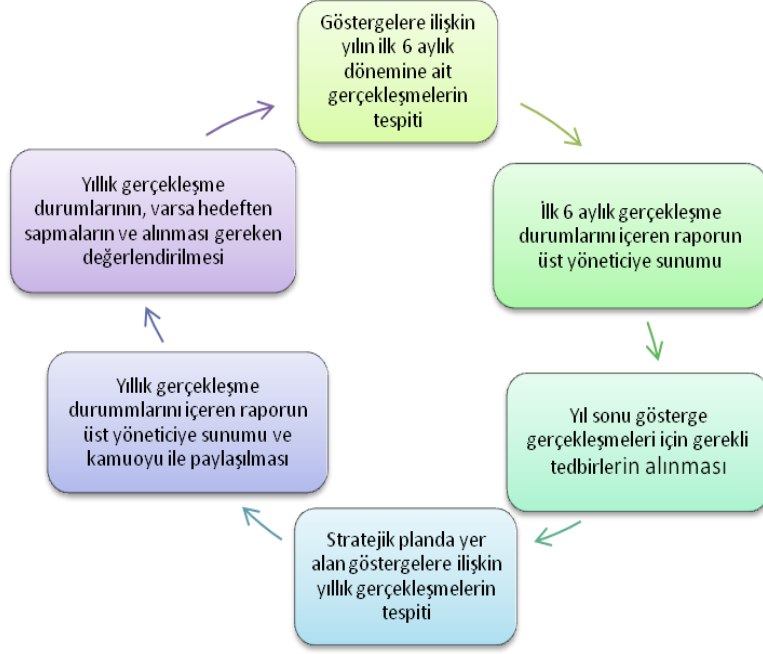 Göstergelere ilişkin
yılın ilk 6 aylık
dönemine ait
gerçekleşmelerin
tespiti
İlk 6 aylık gerçekleşme
durumlarını içeren raporun
üst yöneticiye sunumu
Yıl sonu gösterge
gerçekleşmeleri için gerekli
tedbirlerin alınması
Stratejik planda yer
alan göstergelere ilişkin
yıllık gerçekleşmelerin
tespiti
Yıllık gerçekleşme
durummlarını içeren raporun
üst yöneticiye sunumu ve
kamuoyu ile paylaşılması
Yıllık gerçekleşme
durumlarının, varsa hedeften
sapmaların ve alınması gereken
değerlendirilmesi